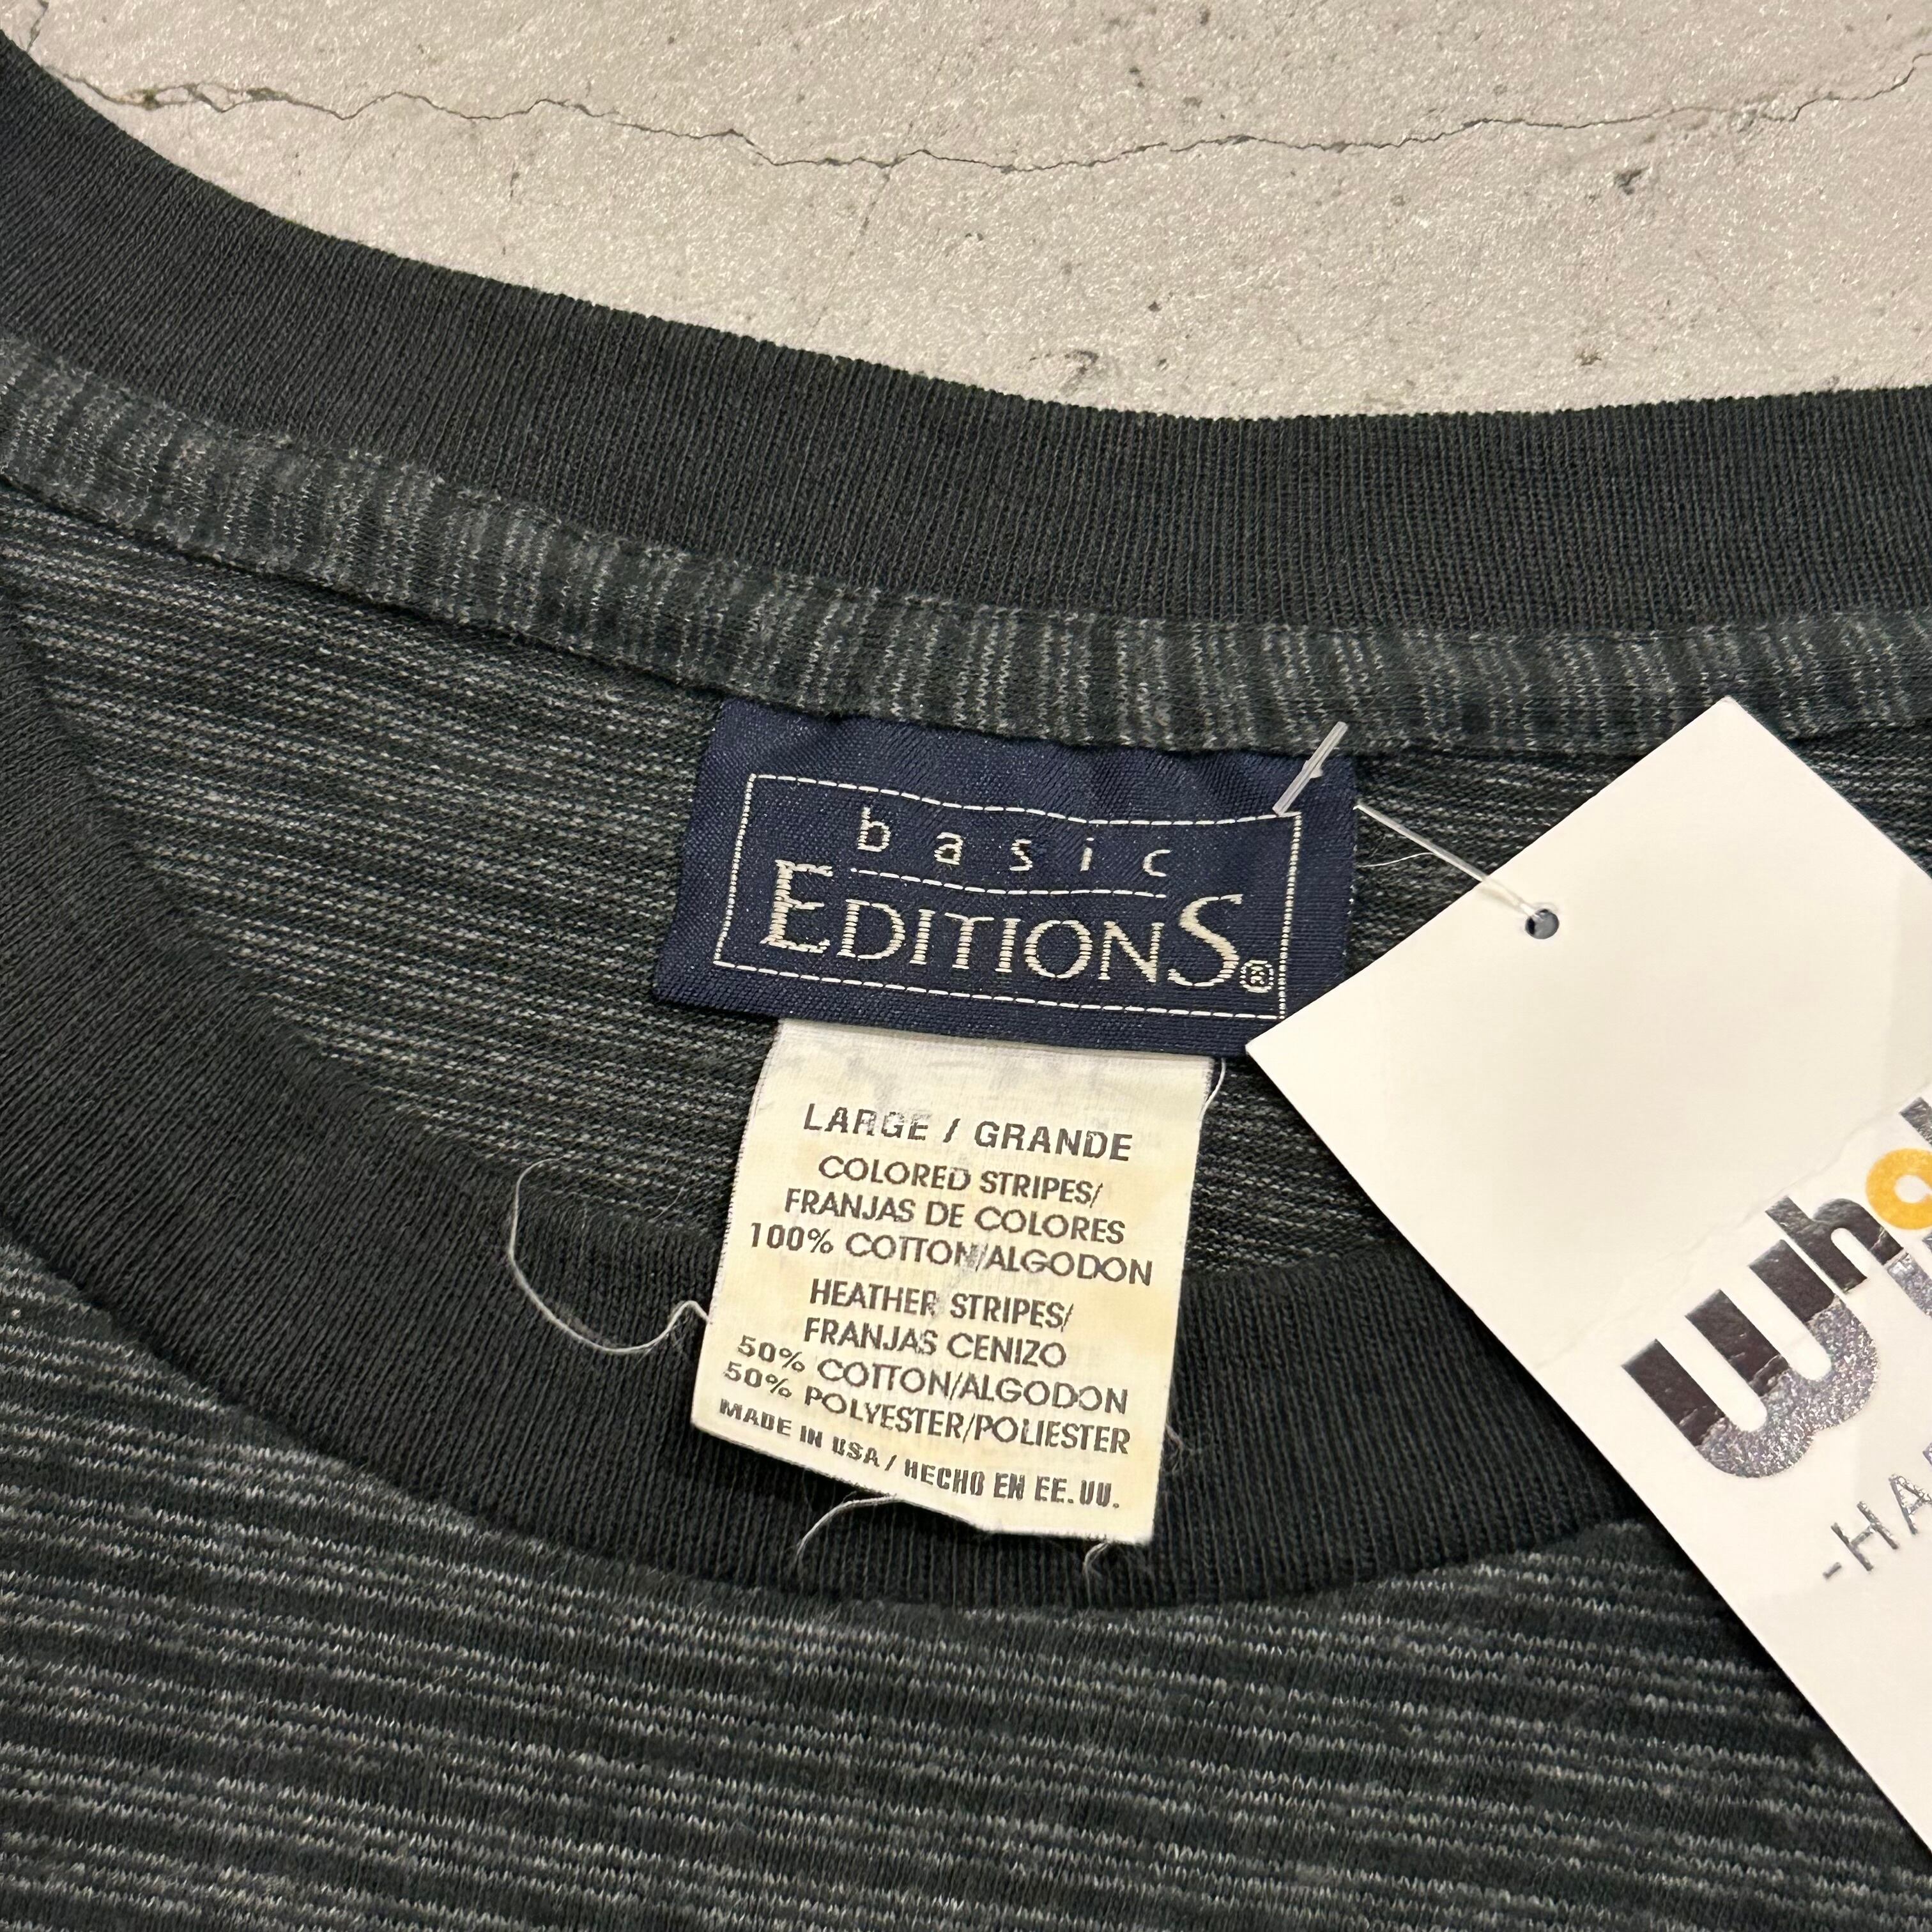 basic
EDITIONS®
LARGE / GRANDE
COLORED STRIPES/
FRANJAS DE COLORES
100% COTTON/ALGODON
HEATHER STRIPES/
FRANJAS CENIZO
50% COTTON/ALGODON
50% POLYESTER/POLIESTER
MADE IN USA / HECHO EN EE.UU.